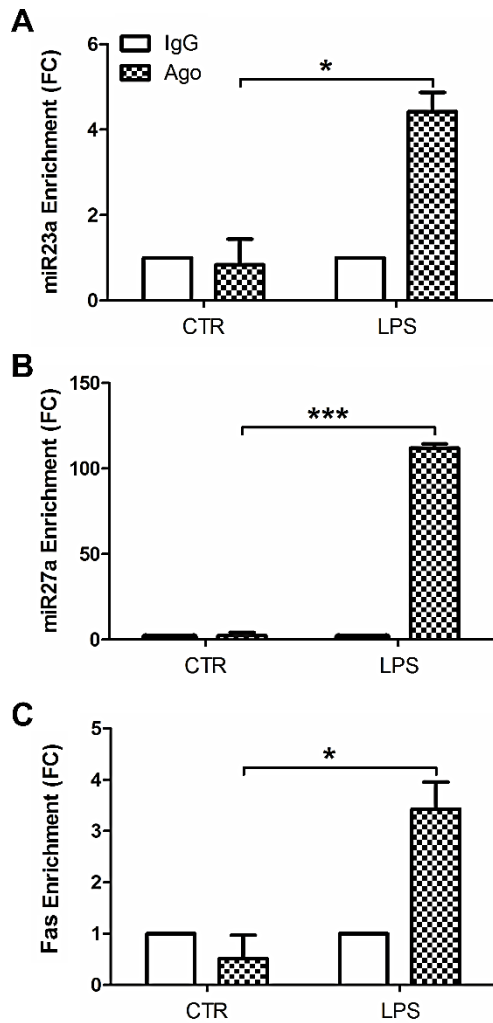 A
miR23a Enrichment (FC)
6
4
2
0
IgG
Ago
*
CTR
LPS
B
miR27a Enrichment (FC)
150
100
50
0
***
CTR
LPS
C
Fas Enrichment (FC)
5
4
3
2
1
0
*
CTR
LPS